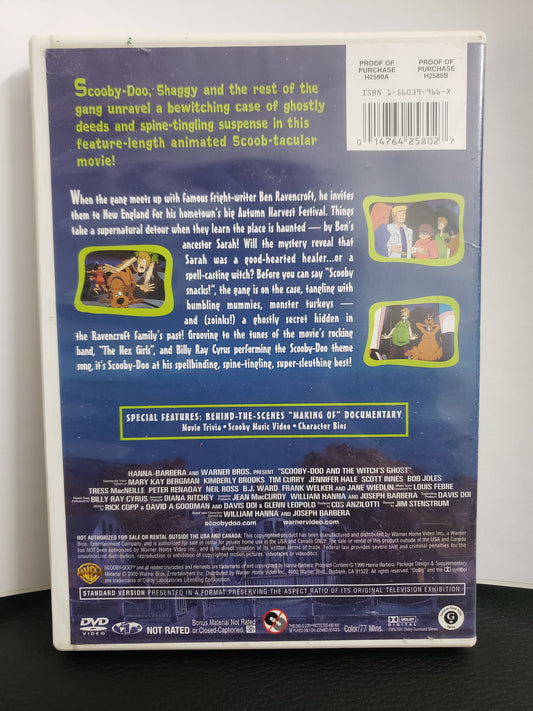 PROOF OF PURCHASE H2580A
PROOF OF PURCHASE H2580B
ISBN 1-56039-966-X
0 14764 25802 7
Scooby-Doo, Shaggy and the rest of the
gang unravel a bewitching case of ghostly
deeds and spine-tingling suspense in this
feature-length animated Scoob-tacular
movie!
When the gang meets up with famous fright-writer Ben Ravencroft, he invites
them to New England for his hometown's big Autumn Harvest Festival. Things
take a supernatural detour when they learn the place is haunted — by Ben's
ancestor Sarah! Will the mystery reveal that
Sarah was a good-hearted healer...or a
spell-casting witch? Before you can say "Scooby
snacks!", the gang is on the case, tangling with
bumbling mummies, monster turkeys —
and (zoinks!) a ghostly secret hidden in
the Ravencroft family's past! Grooving to the tunes of the movie's rocking
band, "The Hex Girls", and Billy Ray Cyrus performing the Scooby-Doo theme
song, it's Scooby-Doo at his spellbinding, spine-tingling, super-sleuthing best!
SPECIAL FEATURES: BEHIND-THE-SCENES "MAKING OF" DOCUMENTARY
Movie Trivia • Scooby Music Video • Character Bios
HANNA-BARBERA AND WARNER BROS. PRESENT "SCOOBY-DOO AND THE WITCH'S GHOST"
MARY KAY BERGMAN KIMBERLY BROOKS TIM CURRY JENNIFER HALE SCOTT INNES BOB JOLES
TRESS MacNEILLE PETER RENADAY NEIL ROSS B.J. WARD FRANK WELKER AND JANE WIEDLIN LOUIS FEBRE
BILLY RAY CYRUS DIANA RITCHEY JEAN MacCURDY WILLIAM HANNA AND JOSEPH BARBERA DAVIS DOI
RICK COPP & DAVID A GOODMAN AND DAVIS DOI & GLENN LEOPOLD COS ANZILOTTI JIM STENSTRUM
WILLIAM HANNA AND JOSEPH BARBERA
scoobydoo.com warnervideo.com
NOT AUTHORIZED FOR SALE OR RENTAL OUTSIDE THE USA AND CANADA. This copyrighted product has been manufactured and distributed by
Warner Home Video
STANDARD VERSION PRESENTED IN A FORMAT PRESERVING THE ASPECT RATIO OF ITS ORIGINAL TELEVISION EXHIBITION.
DVD VIDEO
NOT RATED
Bonus Material Not Rated
or Closed-Captioned.
Color/77 Mins.
DOLBY DIGITAL